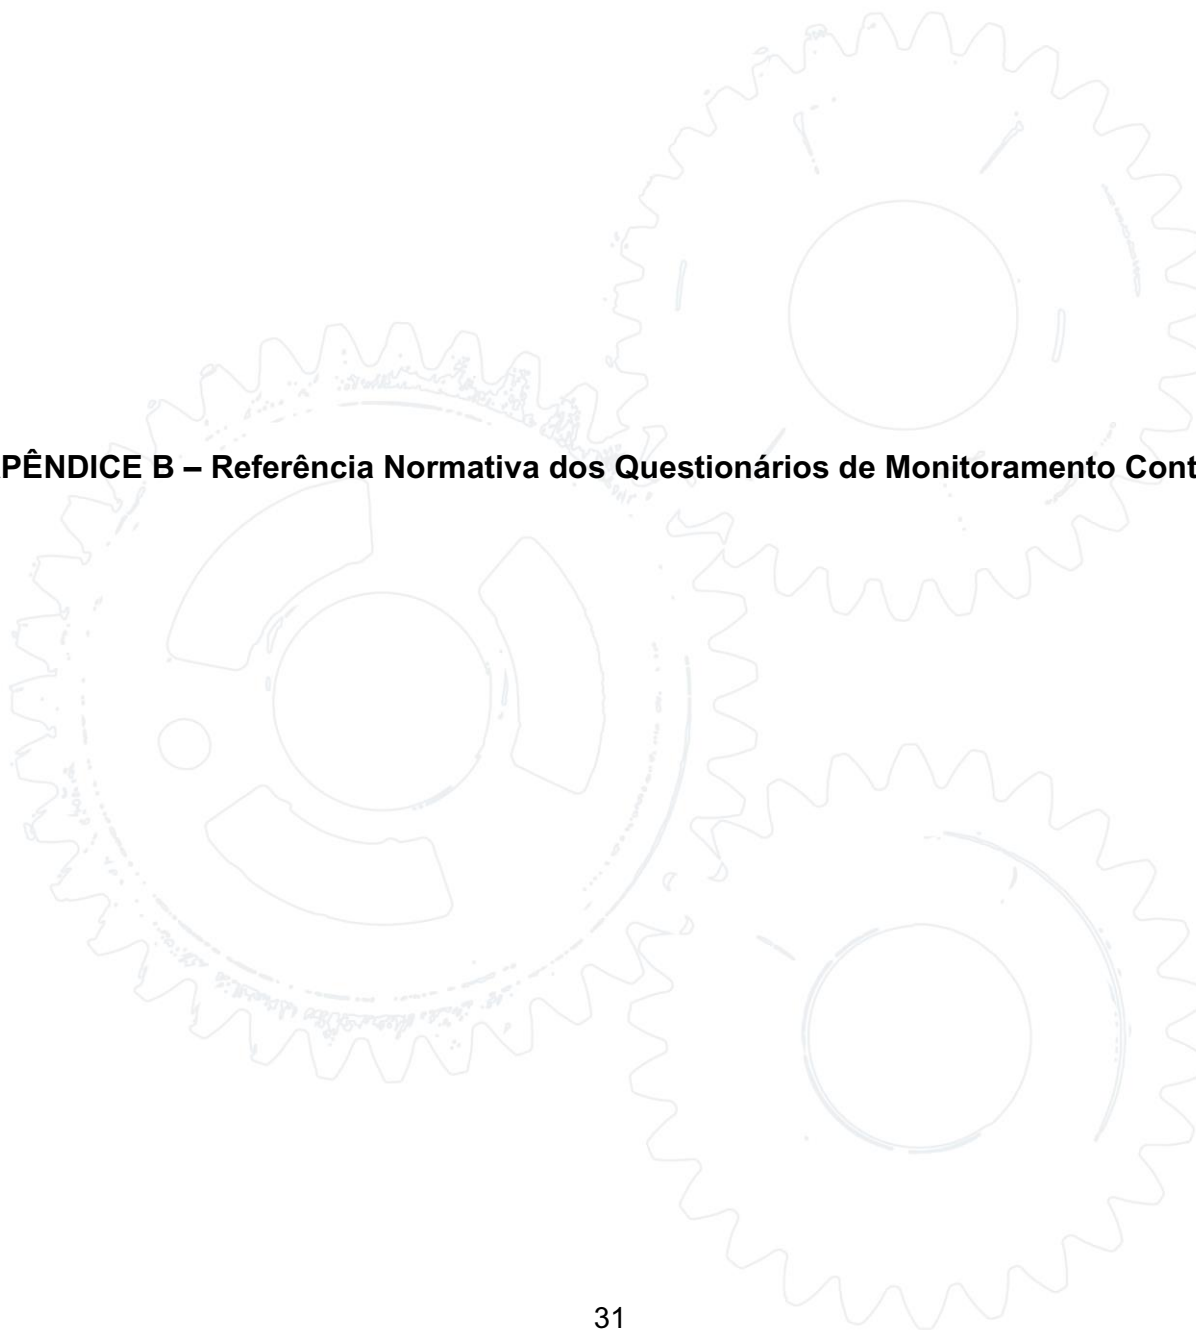 PÊNDICE B – Referência Normativa dos Questionários de Monitoramento Cont
31